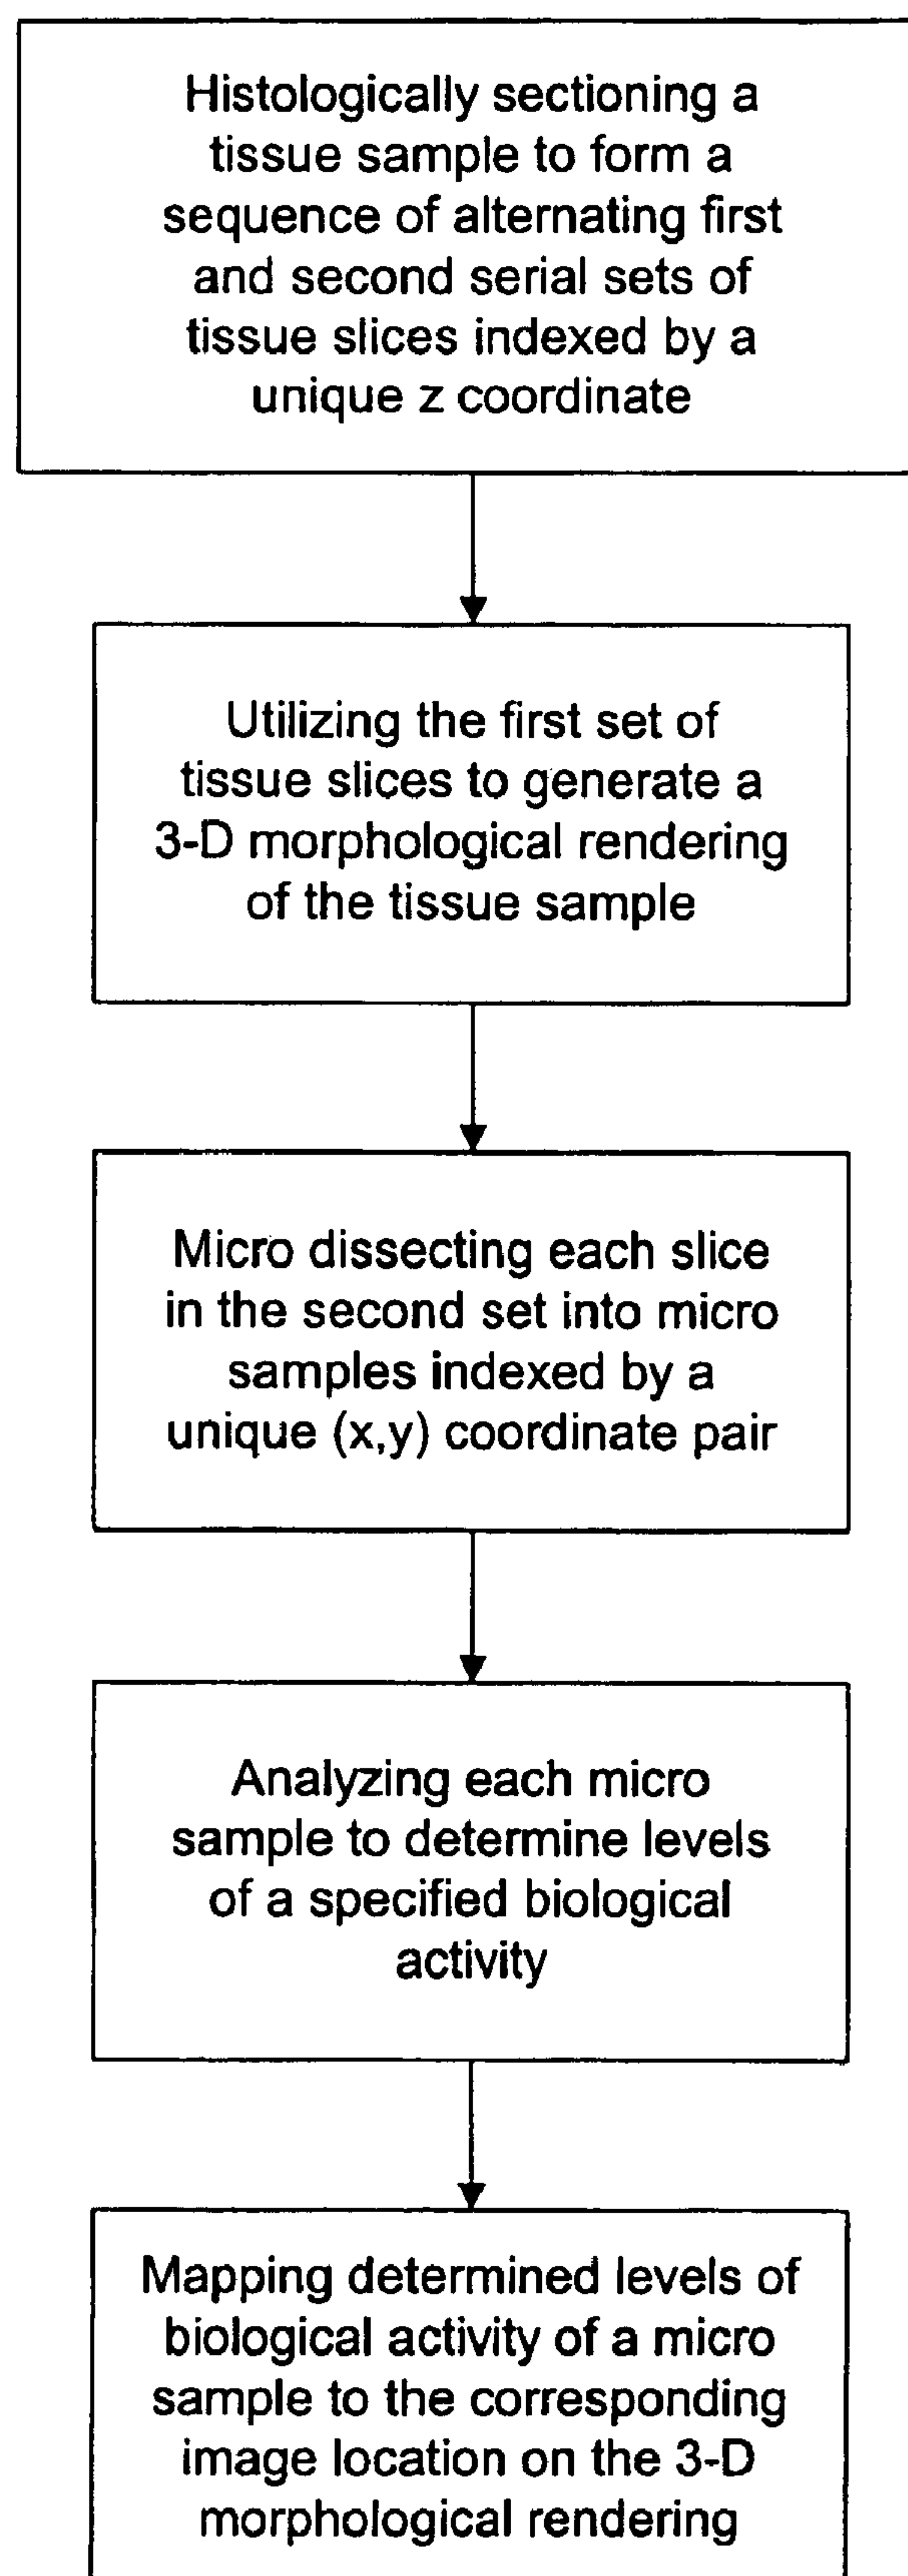 Histologically sectioning a
tissue sample to form a
sequence of alternating first
and second serial sets of
tissue slices indexed by a
unique z coordinate
Utilizing the first set of
tissue slices to generate a
3-D morphological rendering
of the tissue sample
Micro dissecting each slice
in the second set into micro
samples indexed by a
unique (x,y) coordinate pair
Analyzing each micro
sample to determine levels
of a specified biological
activity
Mapping determined levels of
biological activity of a micro
sample to the corresponding
image location on the 3-D
morphological rendering